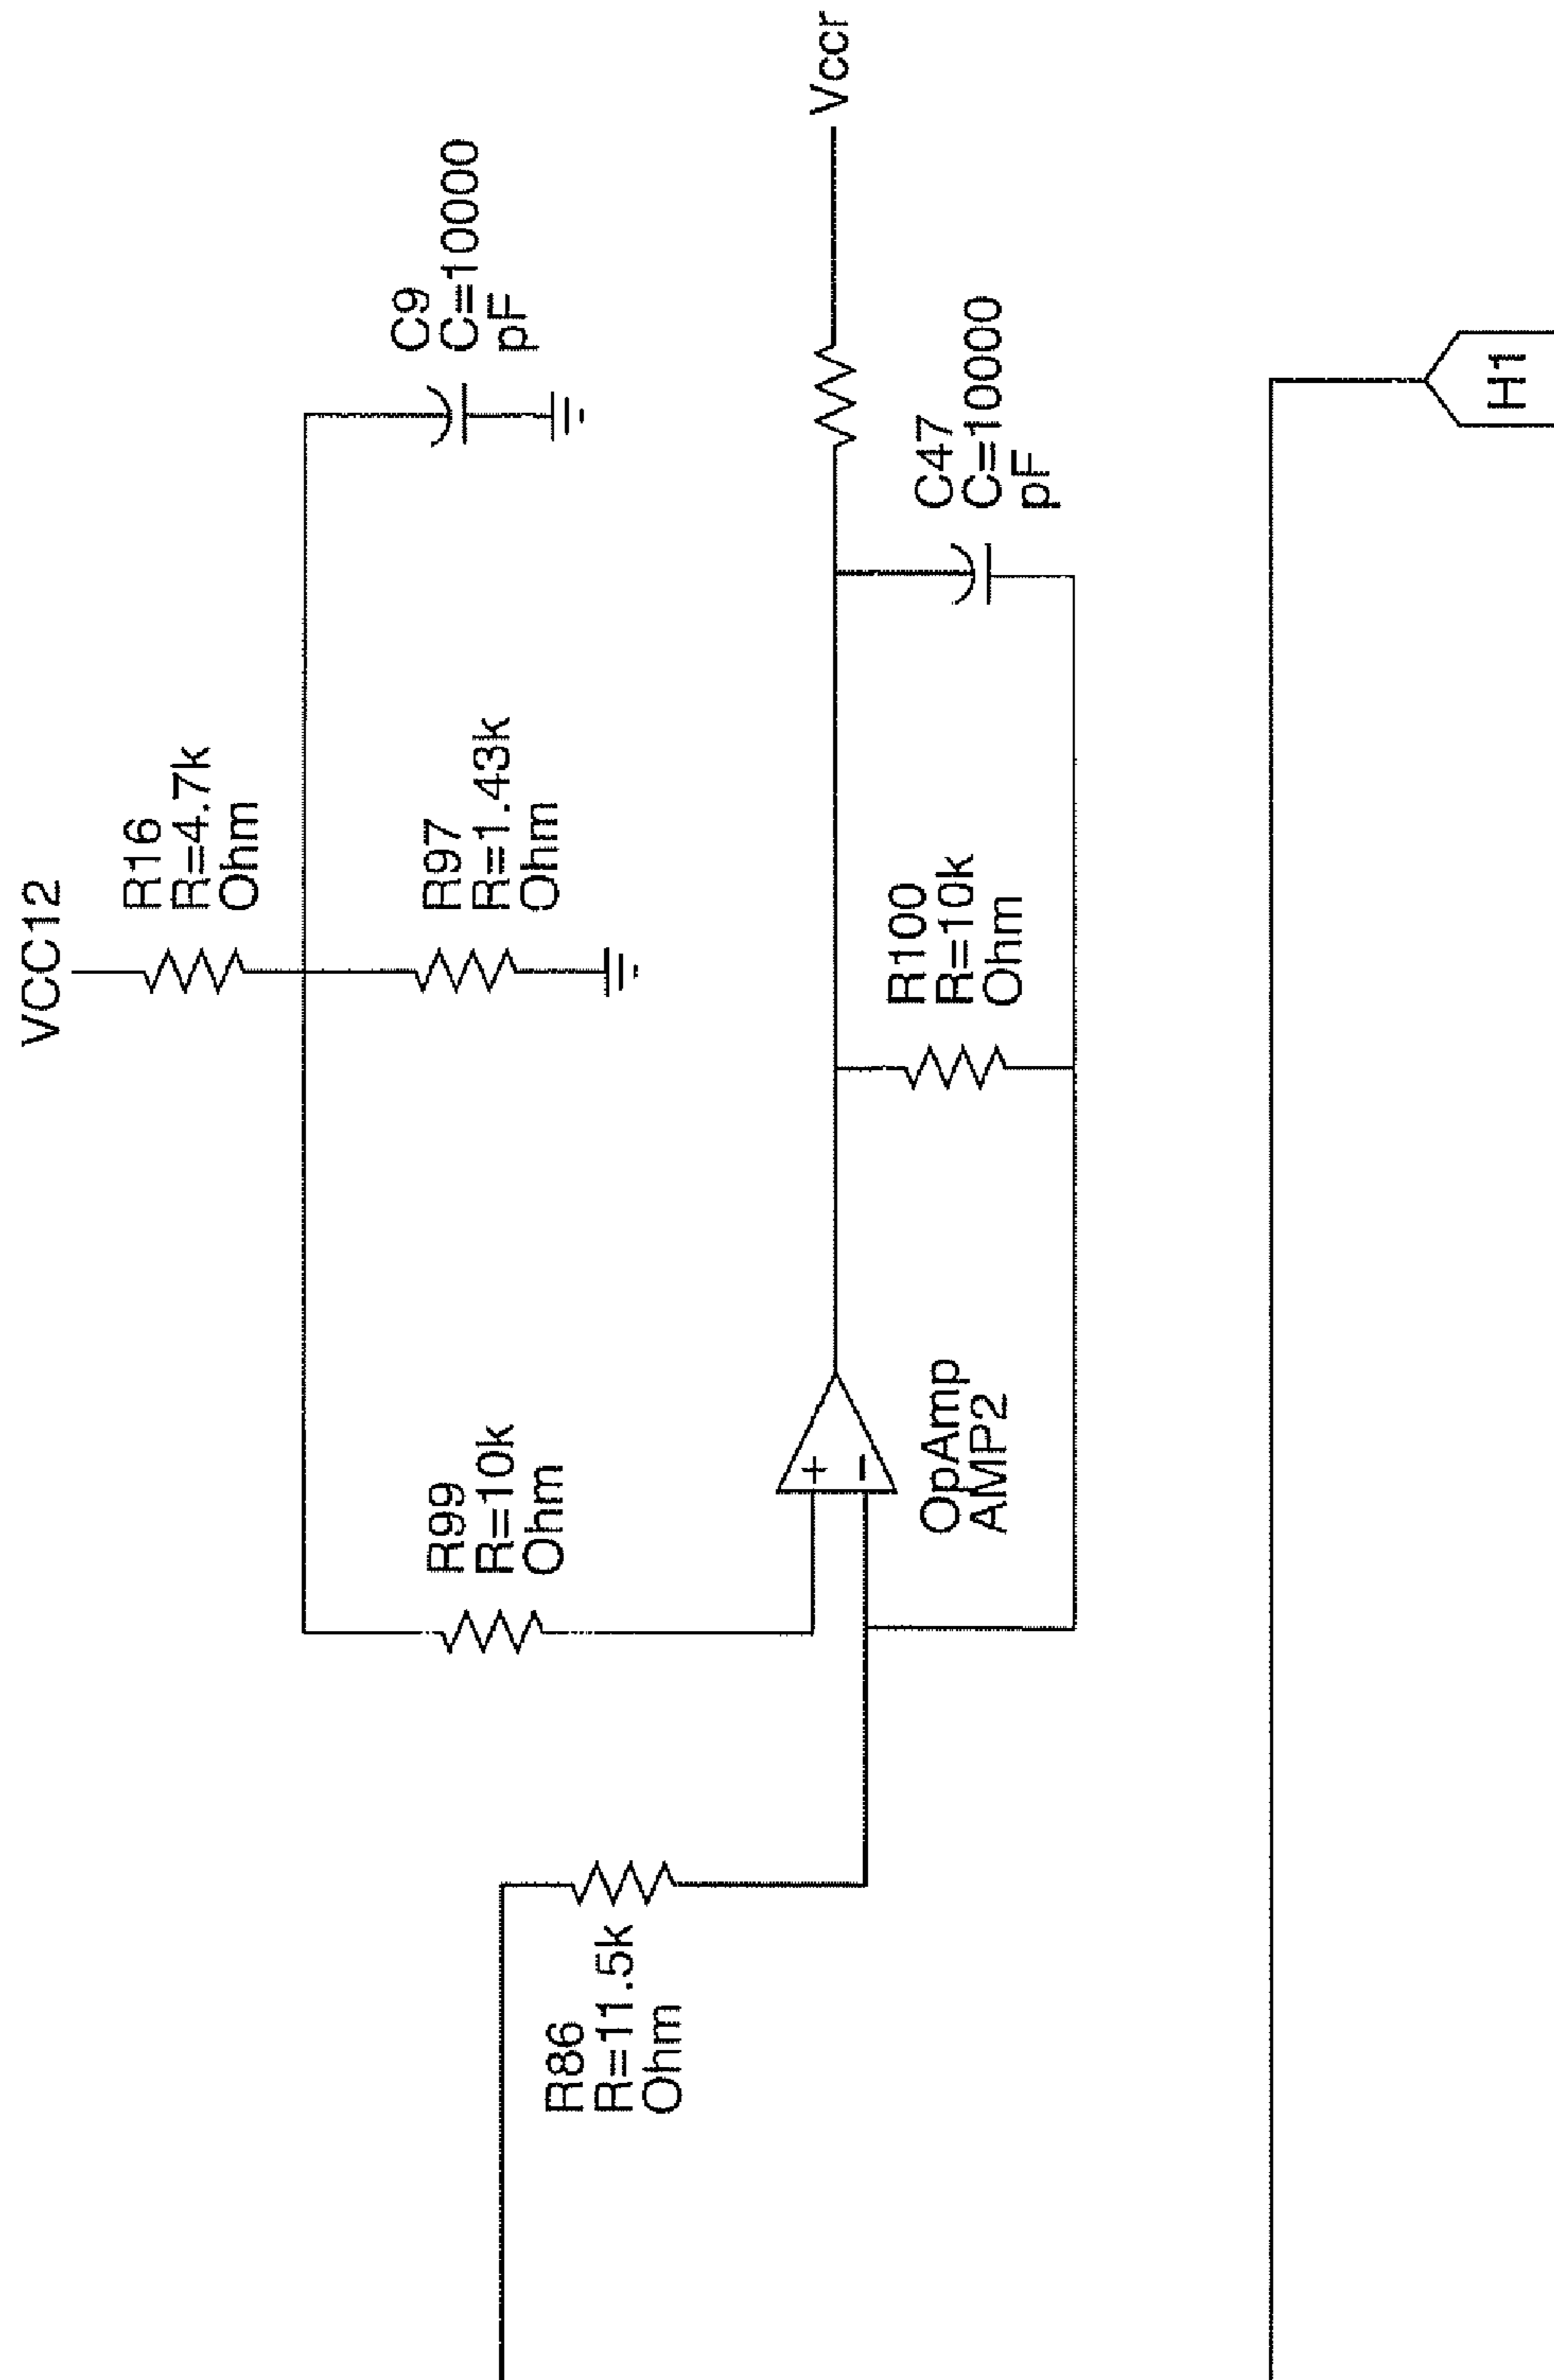 VCC12
R16
R=4.7k
Ohm
C9
C=10000
pF
R97
R=1.43k
Ohm
R99
R=10k
Ohm
Vccr
C47
C=10000
pF
R100
R=10k
Ohm
+
–
OpAmp
AMP2
R86
R=11.5k
Ohm
H1